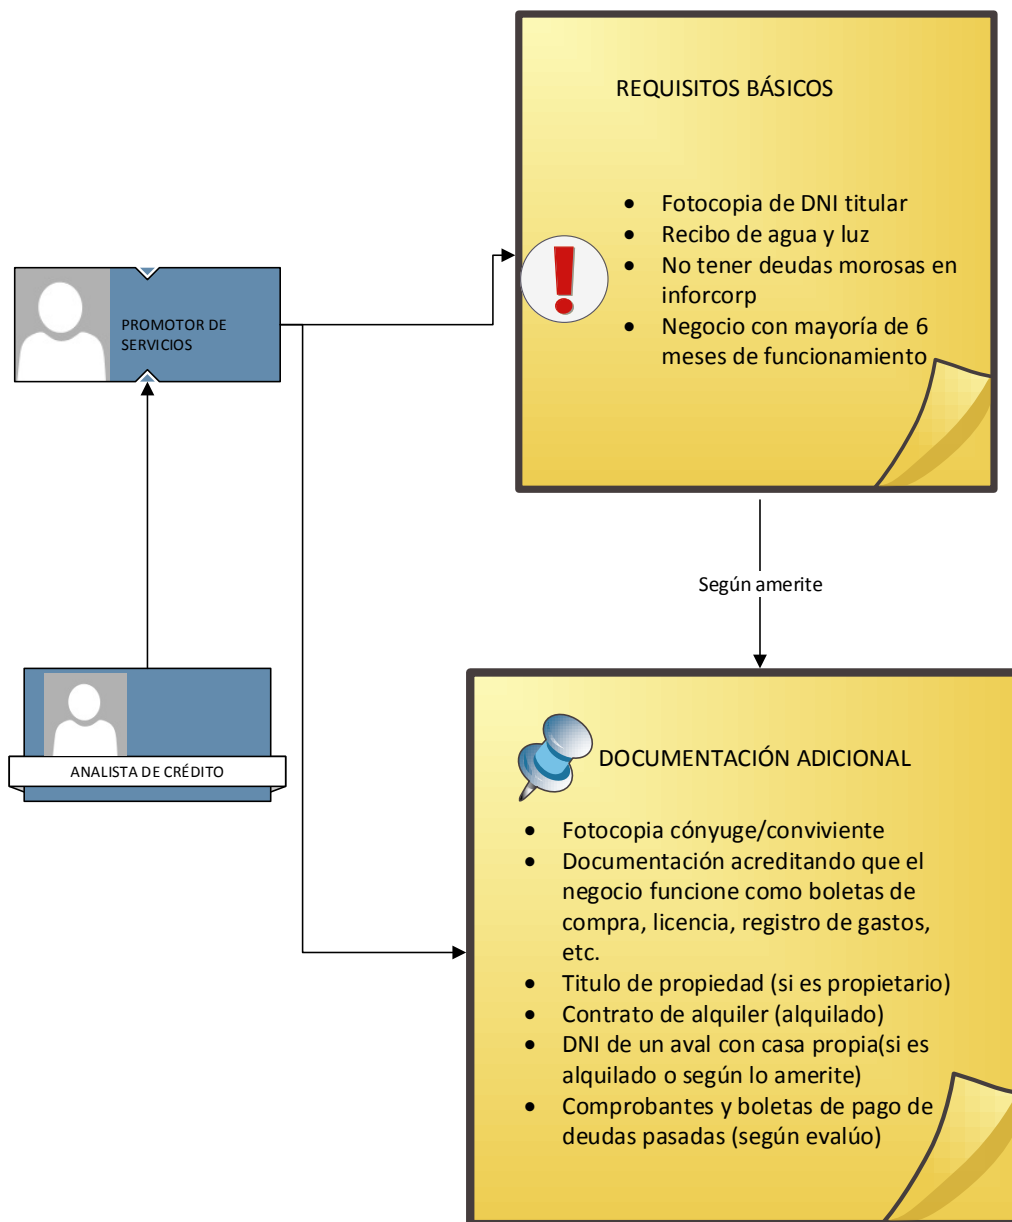 REQUISITOS BÁSICOS
• Fotocopia de DNI titular
• Recibo de agua y luz
• No tener deudas morosas en
inforcorp
• Negocio con mayoría de 6
meses de funcionamiento
PROMOTOR DE
SERVICIOS
Según amerite
ANALISTA DE CRÉDITO
DOCUMENTACIÓN ADICIONAL
• Fotocopia cónyuge/conviviente
• Documentación acreditando que el
negocio funcione como boletas de
compra, licencia, registro de gastos,
etc.
• Titulo de propiedad (si es propietario)
• Contrato de alquiler (alquilado)
• DNI de un aval con casa propia(si es
alquilado o según lo amerite)
• Comprobantes y boletas de pago de
deudas pasadas (según evalúo)